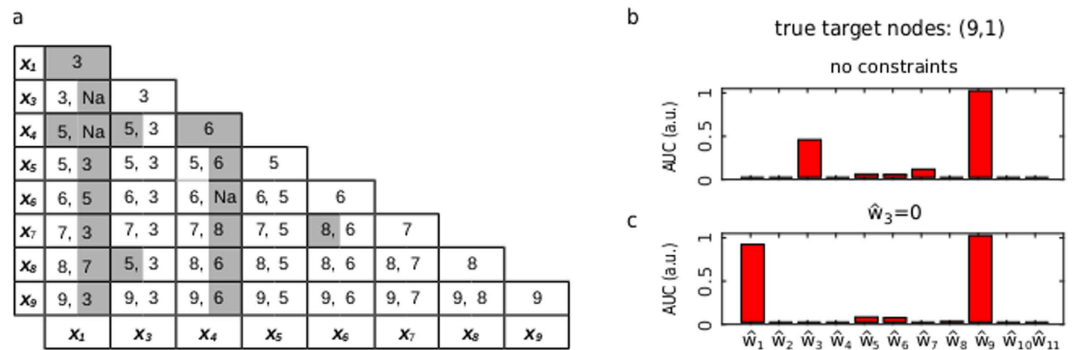 a
x₁ 3
x₃ 3, Na 3
x₄ 5, Na 5, 3 6
x₅ 5, 3 5, 3 5, 6 5
x₆ 6, 5 6, 3 6, Na 6, 5 6
x₇ 7, 3 7, 3 7, 8 7, 5 8, 6 7
x₈ 8, 7 5, 3 8, 6 8, 5 8, 6 8, 7 8
x₉ 9, 3 9, 3 9, 6 9, 5 9, 6 9, 7 9, 8 9
x₁ x₃ x₄ x₅ x₆ x₇ x₈ x₉
b
true target nodes: (9,1)
no constraints
AUC (a.u.)
1
0.5
0
c
ŵ₃=0
AUC (a.u.)
1
0.5
0
ŵ₁ ŵ₂ ŵ₃ ŵ₄ ŵ₅ ŵ₆ ŵ₇ ŵ₈ ŵ₉ ŵ₁₀ ŵ₁₁